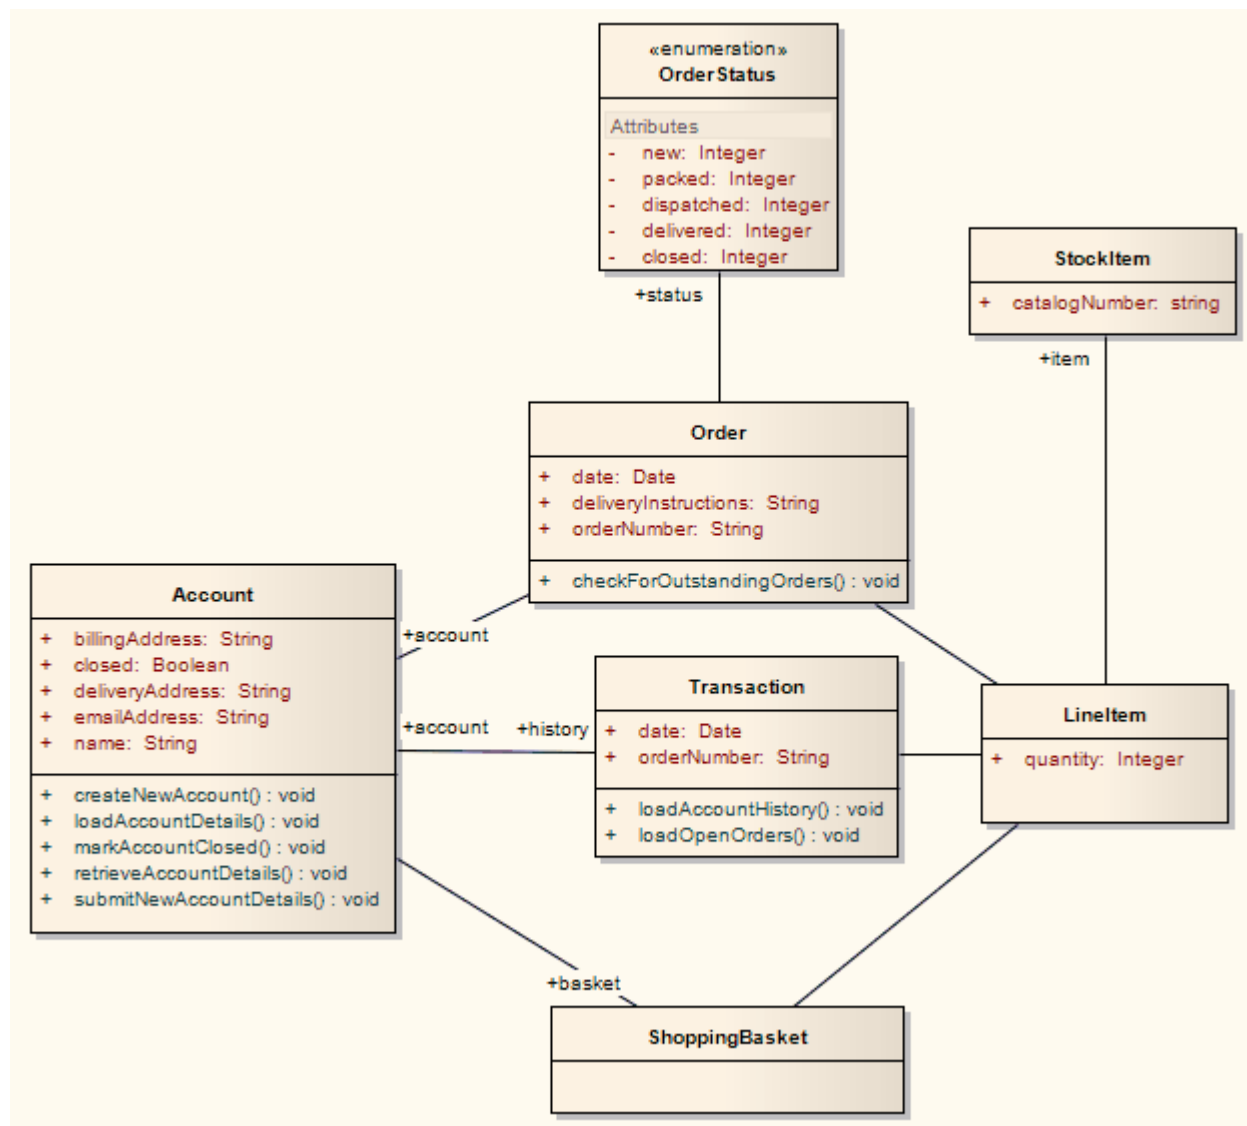 «enumeration»
OrderStatus
Attributes
- new: Integer
- packed: Integer
- dispatched: Integer
- delivered: Integer
- closed: Integer
+status
StockItem
+ catalogNumber: string
+item
Order
+ date: Date
+ deliveryInstructions: String
+ orderNumber: String
+ checkForOutstandingOrders() : void
Account
+ billingAddress: String
+ closed: Boolean
+ deliveryAddress: String
+ emailAddress: String
+ name: String
+ createNewAccount() : void
+ loadAccountDetails() : void
+ markAccountClosed() : void
+ retrieveAccountDetails() : void
+ submitNewAccountDetails() : void
+account
+account
+history
Transaction
+ date: Date
+ orderNumber: String
+ loadAccountHistory() : void
+ loadOpenOrders() : void
LineItem
+ quantity: Integer
+basket
ShoppingBasket